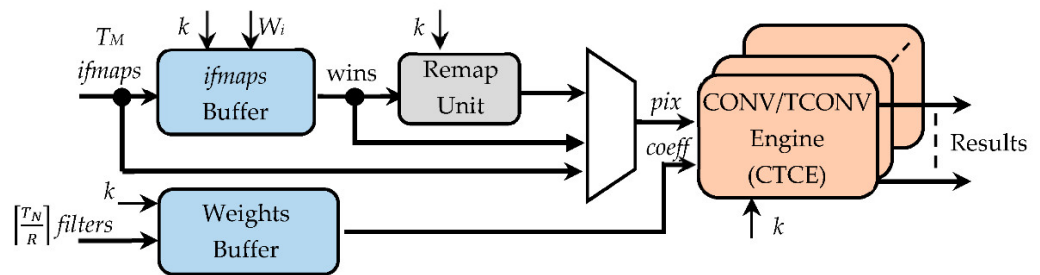 k
W_i
k
T_M
ifmaps
ifmaps
Buffer
wins
Remap
Unit
CONV/TCONV
Engine
(CTCE)
pix
coeff
Results
k
Weights
Buffer
⌈T_N/R⌉ filters
k